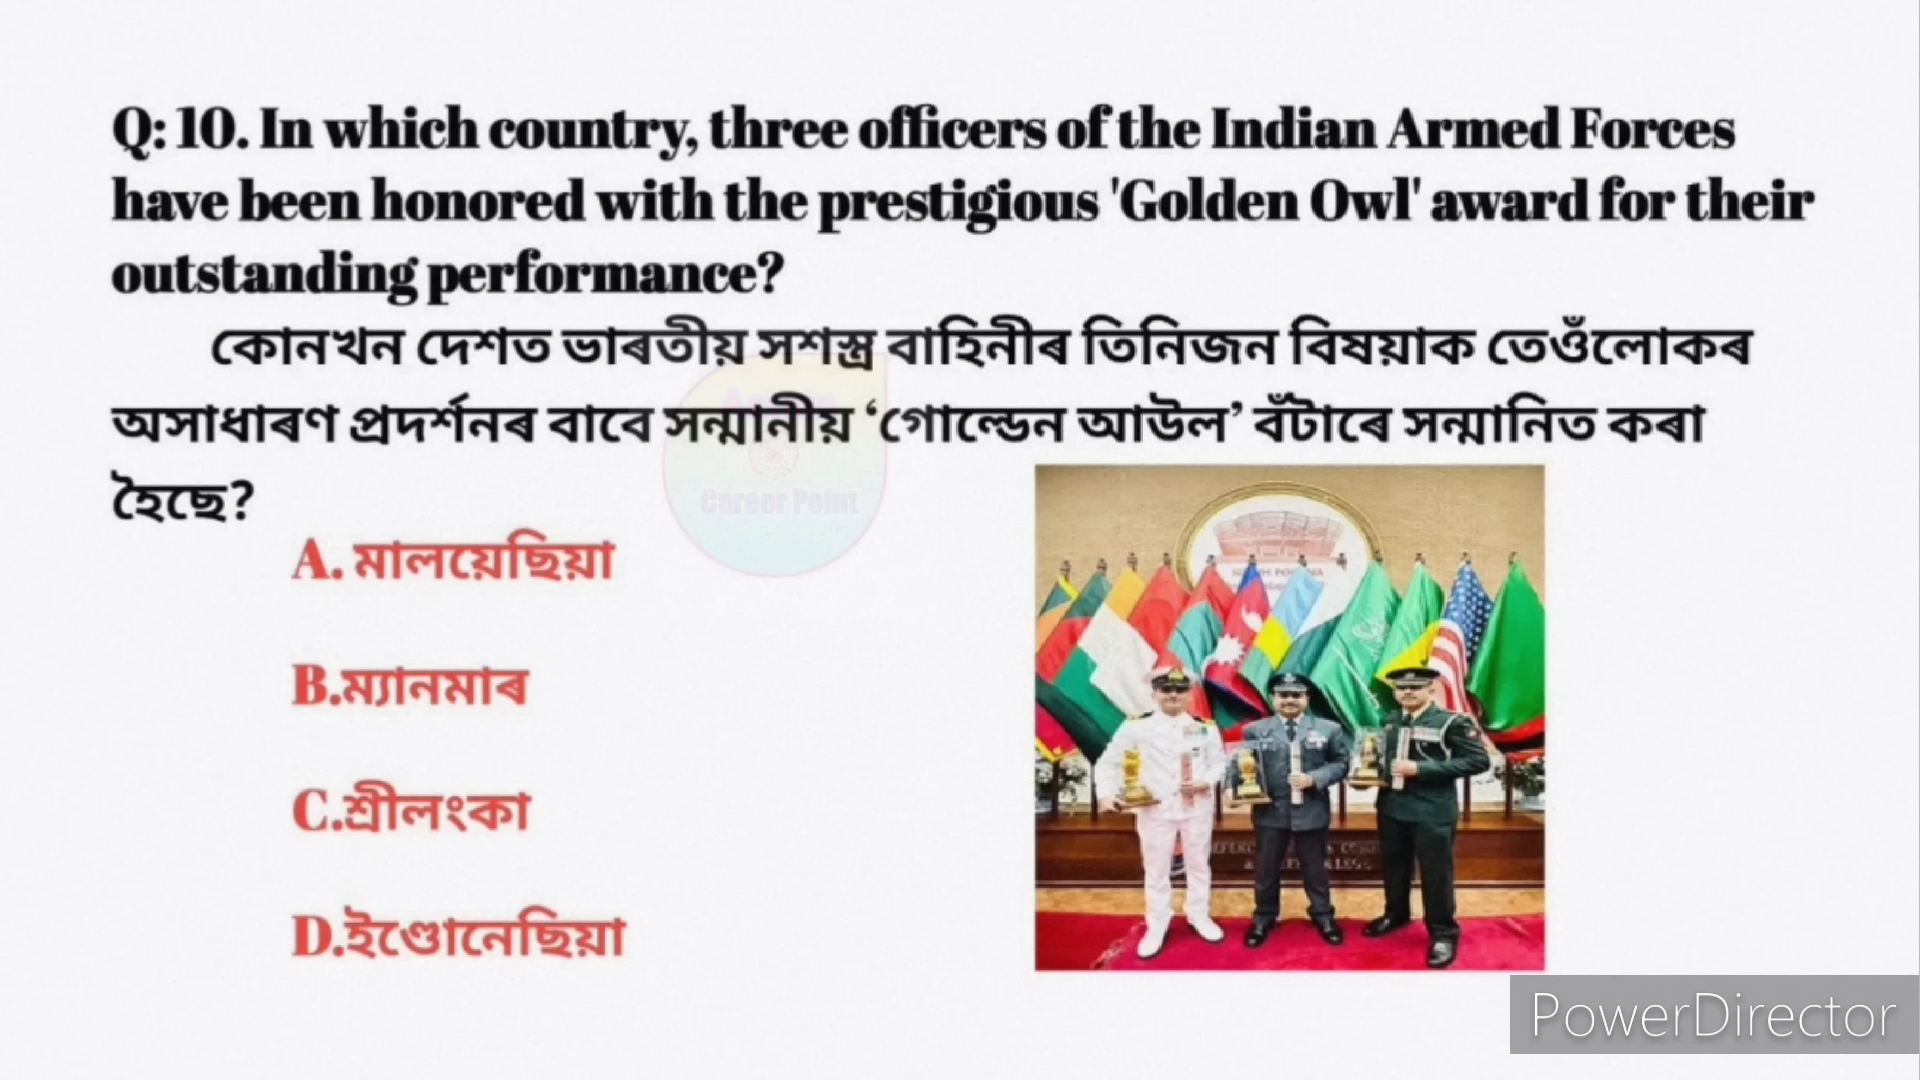 Q: 10. In which country, three officers of the Indian Armed Forces
have been honored with the prestigious 'Golden Owl' award for their
outstanding performance?
কোনখন দেশত ভাৰতীয় সশস্ত্ৰ বাহিনীৰ তিনিজন বিষয়াক তেওঁলোকৰ
অসাধাৰণ প্ৰদৰ্শনৰ বাবে সন্মানীয় ‘গোল্ডেন আউল’ বঁটাৰে সন্মানিত কৰা
হৈছে?
Career Point
A. মালয়েছিয়া
B.ম্যানমাৰ
C.শ্ৰীলংকা
D.ইণ্ডোনেছিয়া
PowerDirector